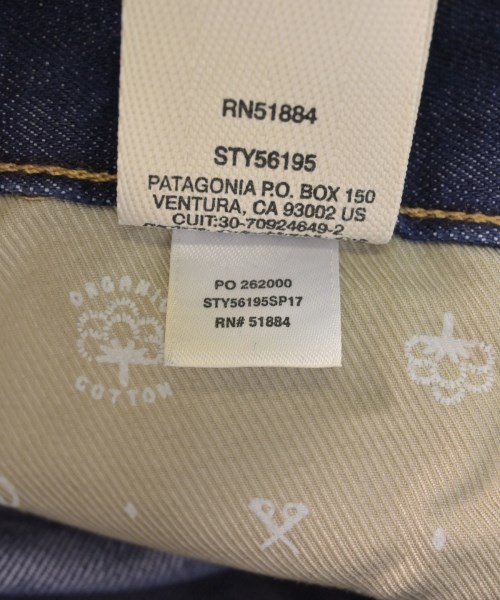 RN51884
STY56195
PATAGONIA P.O. BOX 150
VENTURA, CA 93002 US
CUIT:30-70924649-2
PO 262000
STY56195SP17
RN# 51884
ORGANIC
COTTON